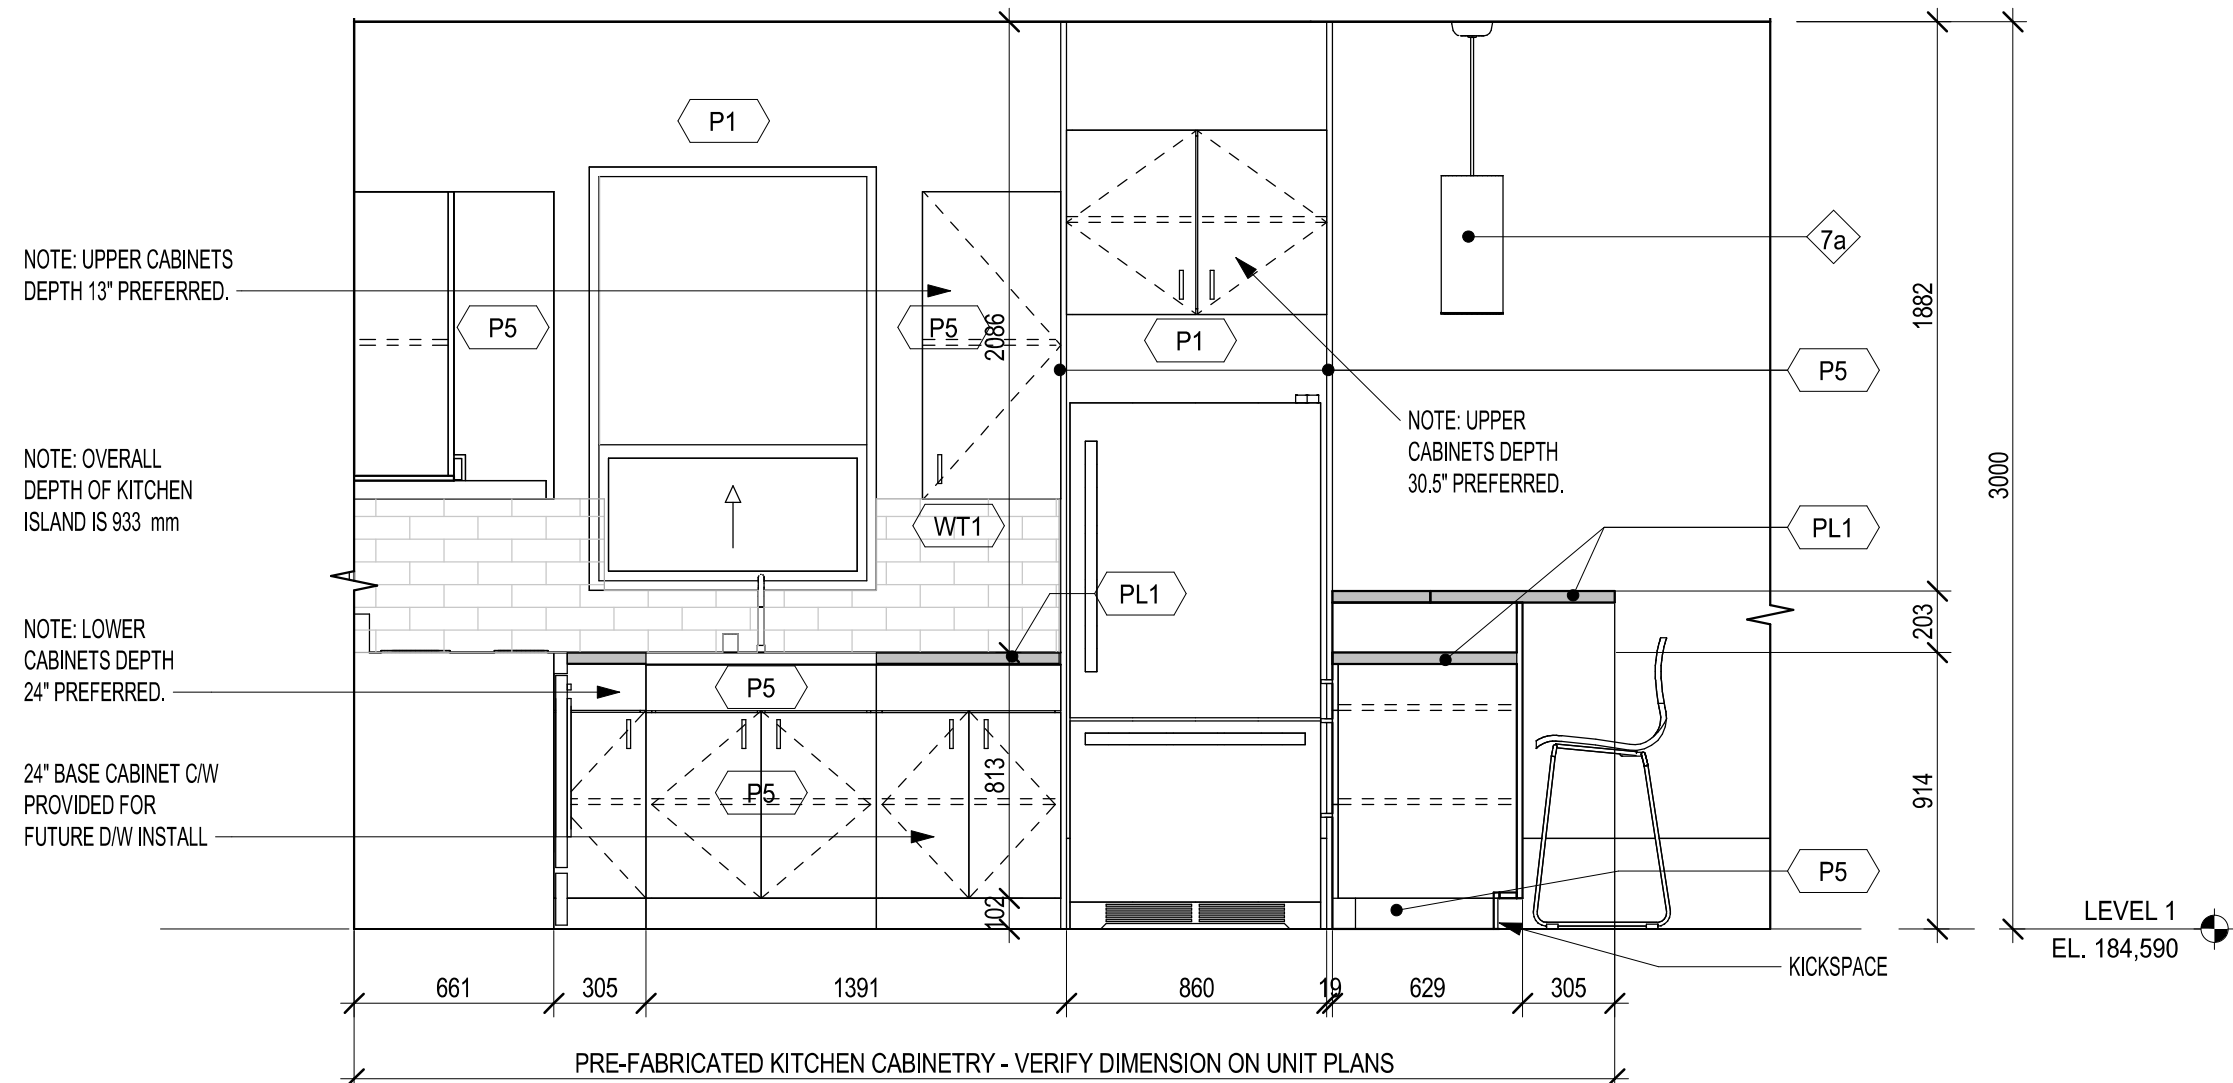 P1
NOTE: UPPER CABINETS
DEPTH 13" PREFERRED.
P5
P5
2086
P1
7a
1882
P5
NOTE: UPPER
CABINETS DEPTH
30.5" PREFERRED.
NOTE: OVERALL
DEPTH OF KITCHEN
ISLAND IS 933 mm
3000
WT1
PL1
PL1
NOTE: LOWER
CABINETS DEPTH
24" PREFERRED.
203
P5
24" BASE CABINET C/W
PROVIDED FOR
FUTURE D/W INSTALL
P5
813
914
P5
102
LEVEL 1
EL. 184,590
KICKSPACE
661
305
1391
860
19
629
305
PRE-FABRICATED KITCHEN CABINETRY - VERIFY DIMENSION ON UNIT PLANS